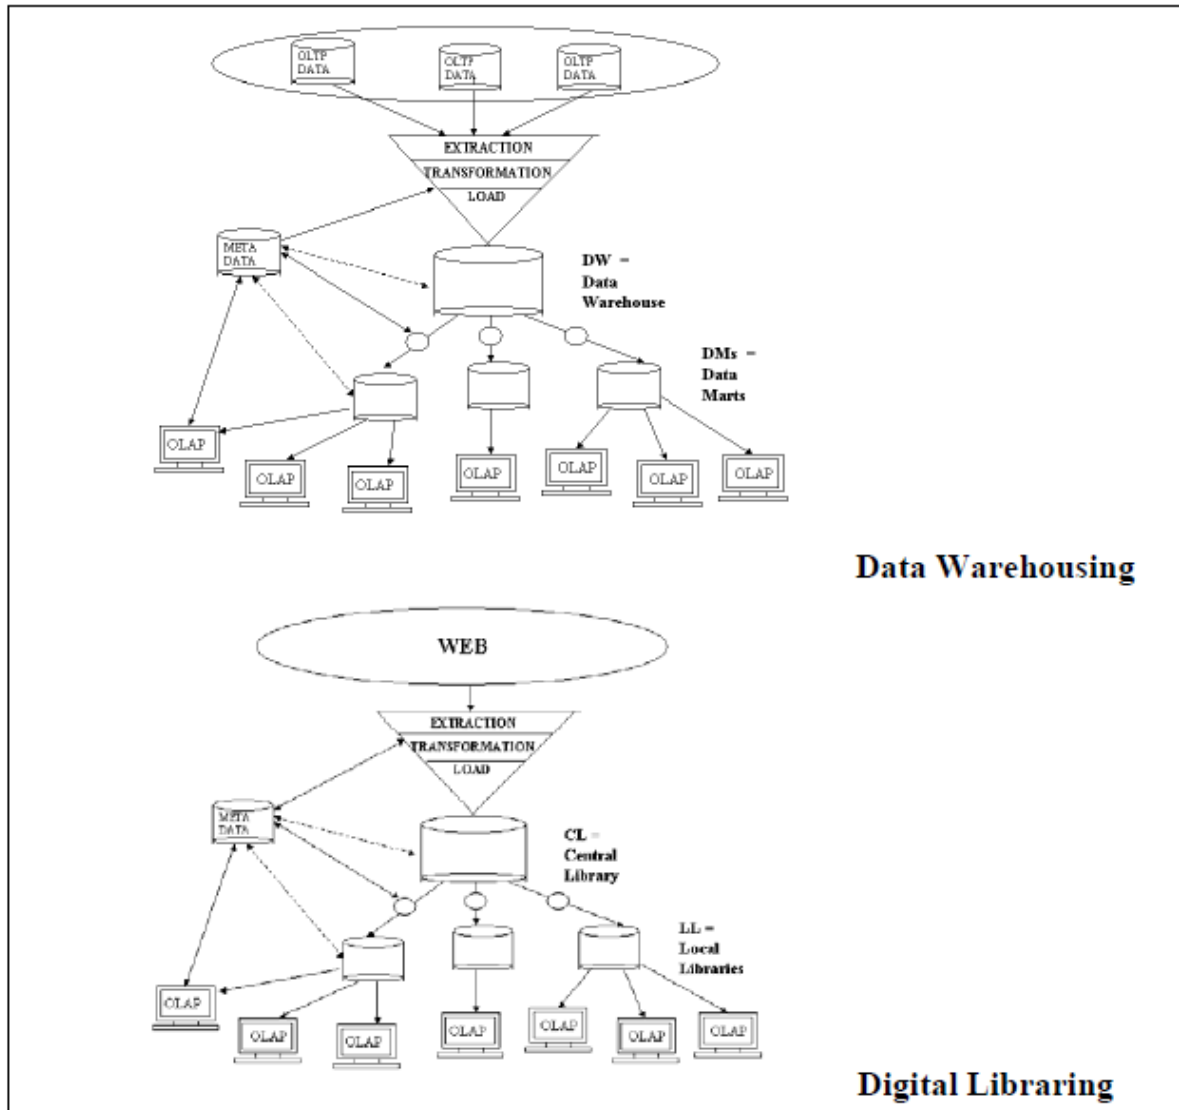 OLTP
DATA
OLTP
DATA
OLTP
DATA
EXTRACTION
TRANSFORMATION
LOAD
META
DATA
DW =
Data
Warehouse
DMs =
Data
Marts
OLAP
OLAP
OLAP
OLAP
OLAP
OLAP
OLAP
Data Warehousing
WEB
EXTRACTION
TRANSFORMATION
LOAD
META
DATA
CL =
Central
Library
LL =
Local
Libraries
OLAP
OLAP
OLAP
OLAP
OLAP
OLAP
OLAP
Digital Libraring